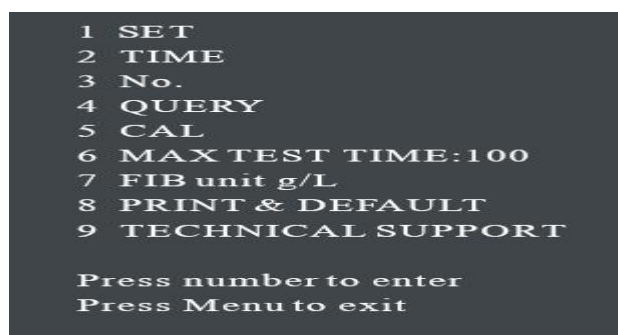 1 SET
2 TIME
3 No.
4 QUERY
5 CAL
6 MAX TEST TIME:100
7 FIB unit g/L
8 PRINT & DEFAULT
9 TECHNICAL SUPPORT
Press number to enter
Press Menu to exit